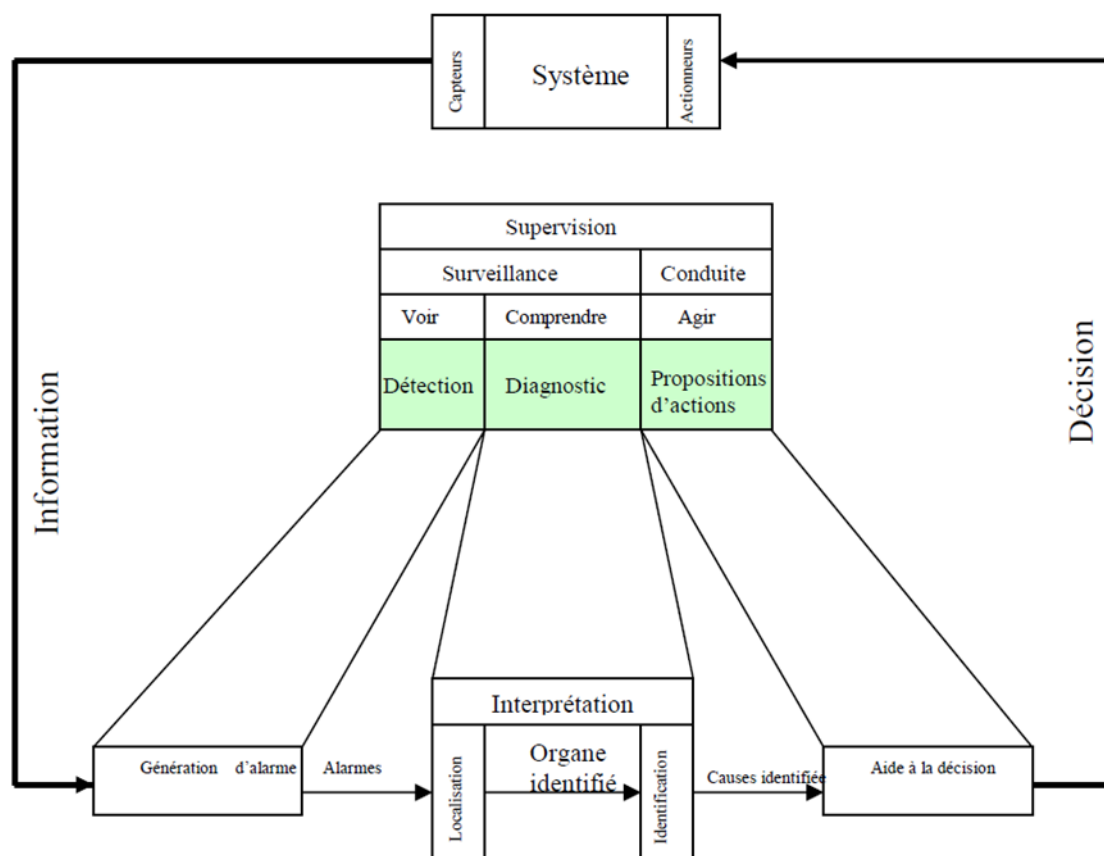 Capteurs
Système
Actionneurs
Supervision
Surveillance
Conduite
Voir
Comprendre
Agir
Détection
Diagnostic
Propositions
d'actions
Information
Décision
Interprétation
Génération d'alarme
Alarmes
Localisation
Organe
identifié
Identification
Causes identifiée
Aide à la décision